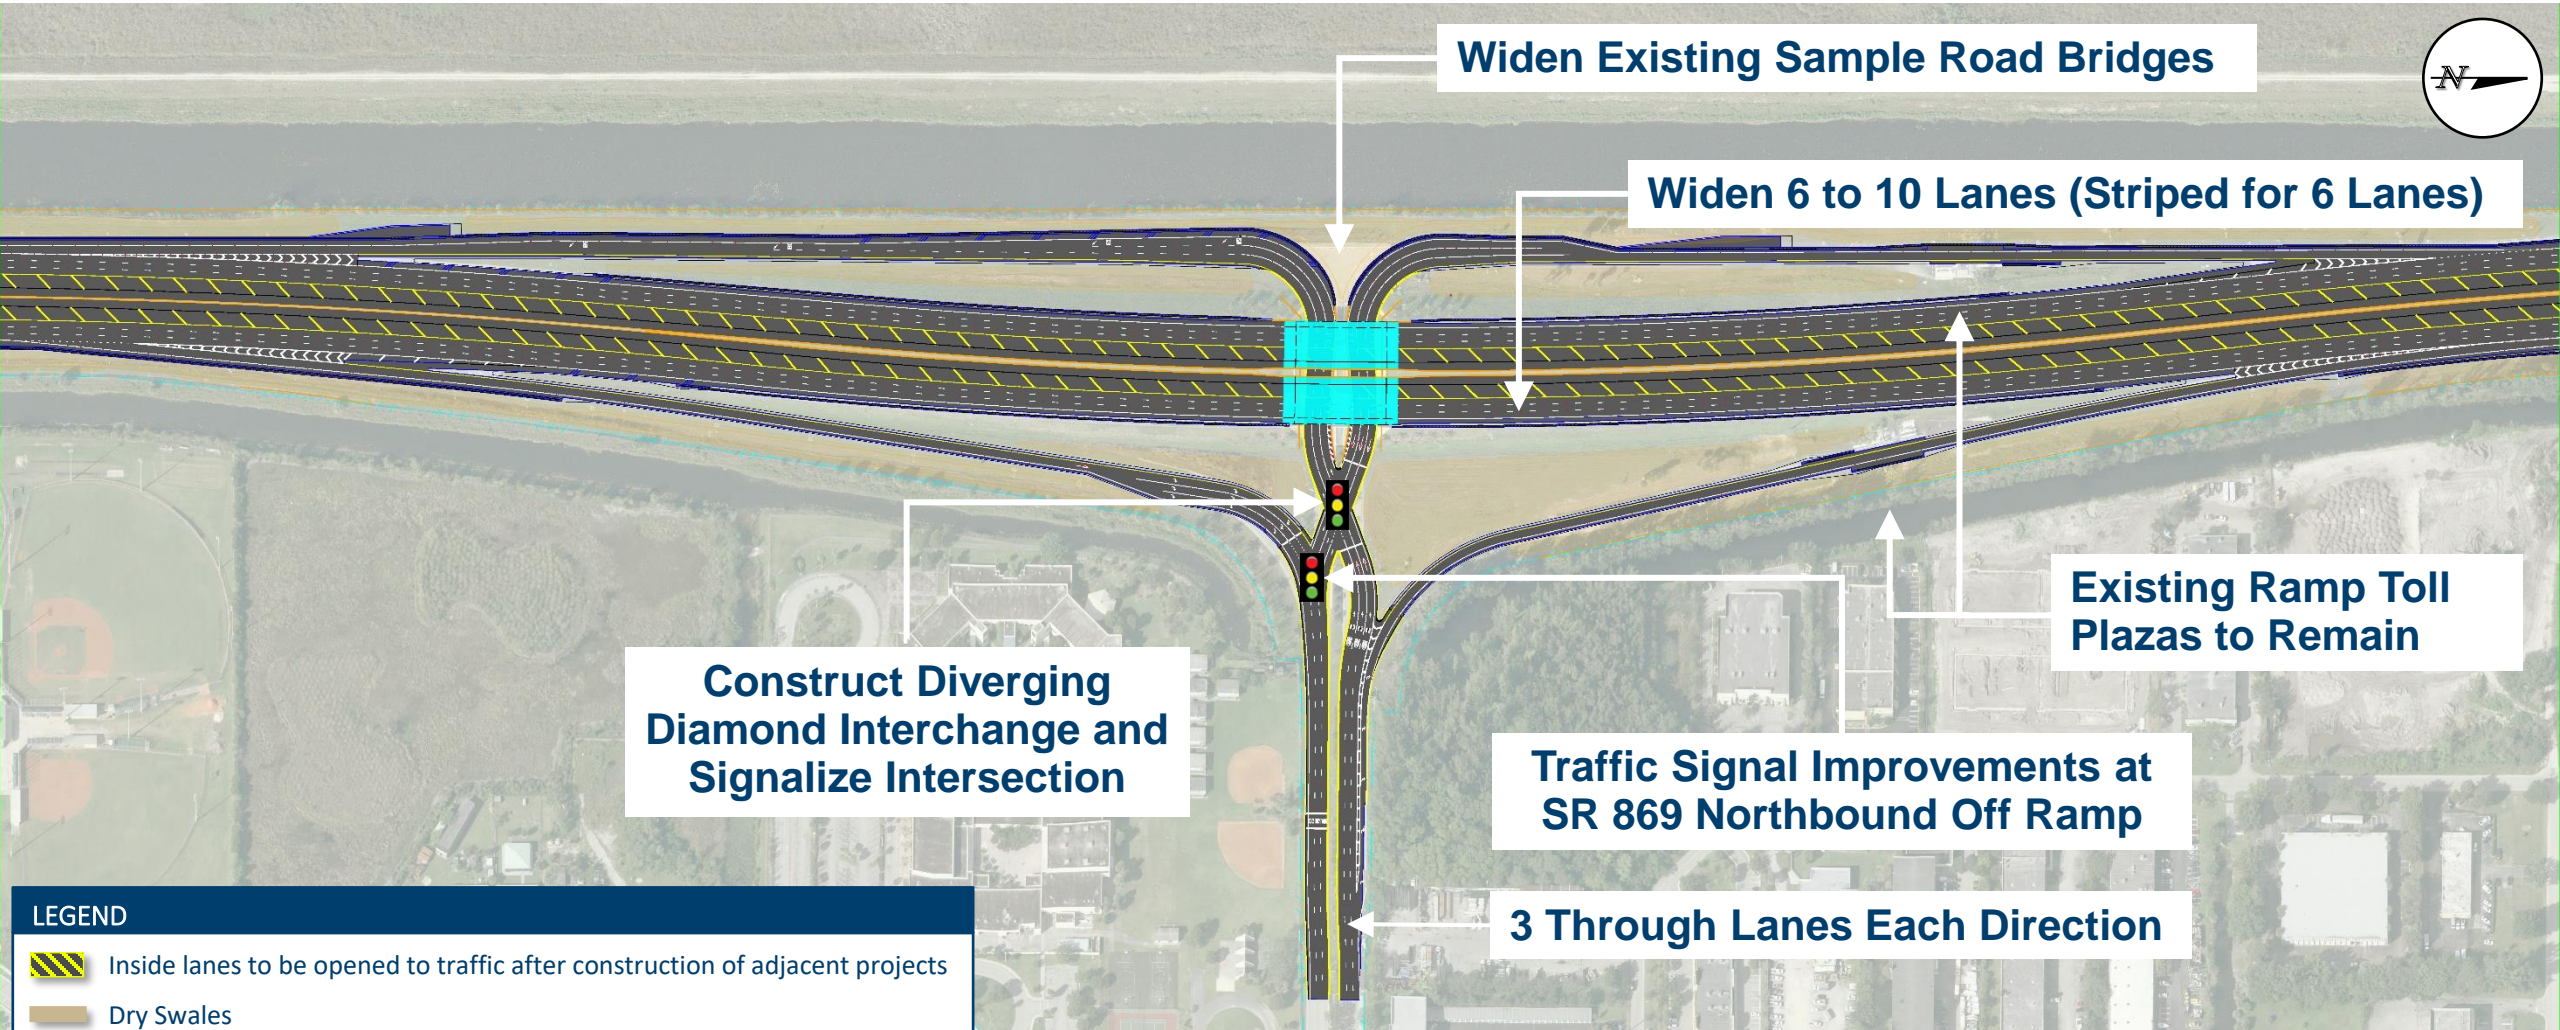 Widen Existing Sample Road Bridges
N
Widen 6 to 10 Lanes (Striped for 6 Lanes)
Existing Ramp Toll
Plazas to Remain
Construct Diverging
Diamond Interchange and
Signalize Intersection
Traffic Signal Improvements at
SR 869 Northbound Off Ramp
3 Through Lanes Each Direction
LEGEND
Inside lanes to be opened to traffic after construction of adjacent projects
Dry Swales